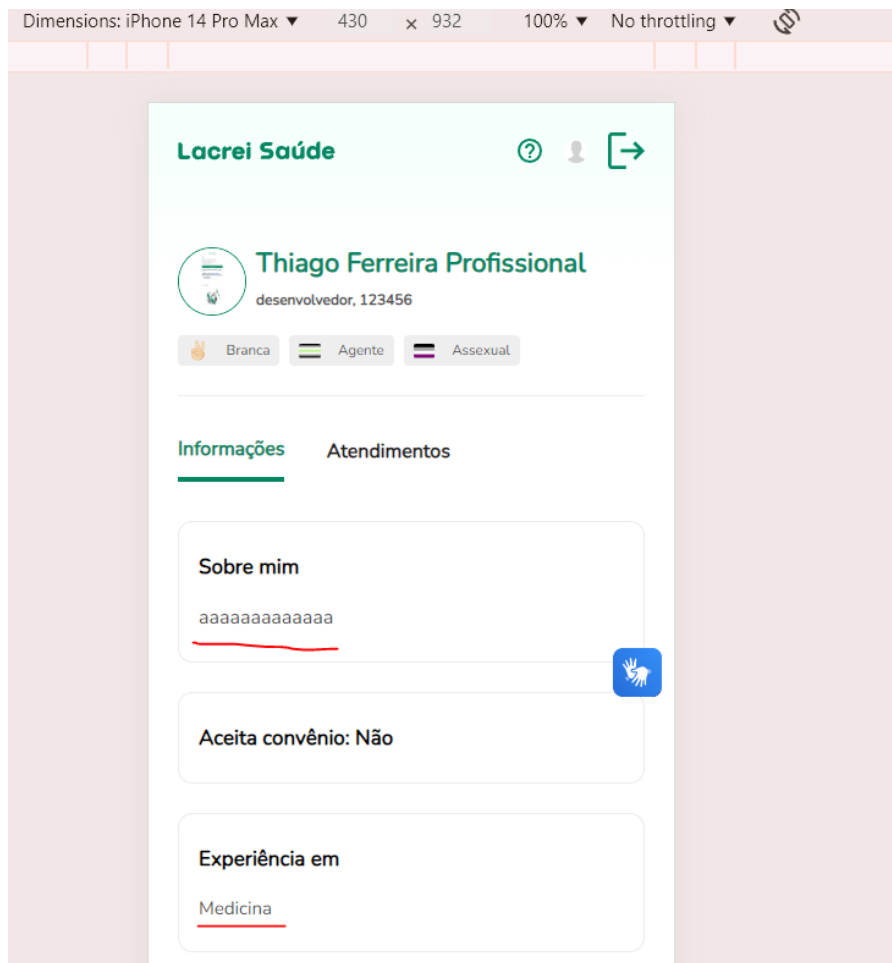 Dimensions: iPhone 14 Pro Max ▼ 430 × 932 100% ▼ No throttling ▼
Lacrei Saúde
Thiago Ferreira Profissional
desenvolvedor, 123456
Branca Agente Assexual
Informações Atendimentos
Sobre mim
aaaaaaaaaaaaa
Aceita convênio: Não
Experiência em
Medicina